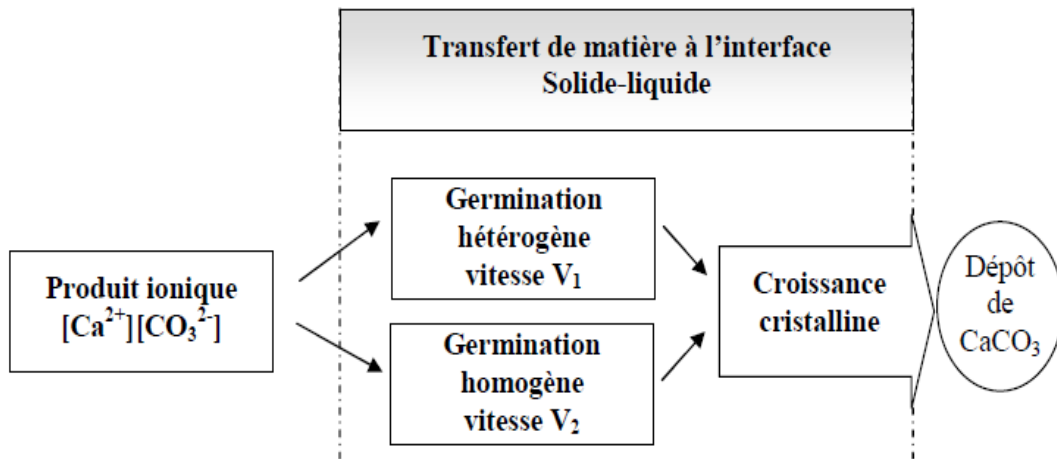 Transfert de matière à l'interface
Solide-liquide
Germination
hétérogène
vitesse V₁
Produit ionique
[Ca²⁺][CO₃²⁻]
Germination
homogène
vitesse V₂
Croissance
cristalline
Dépôt
de
CaCO₃